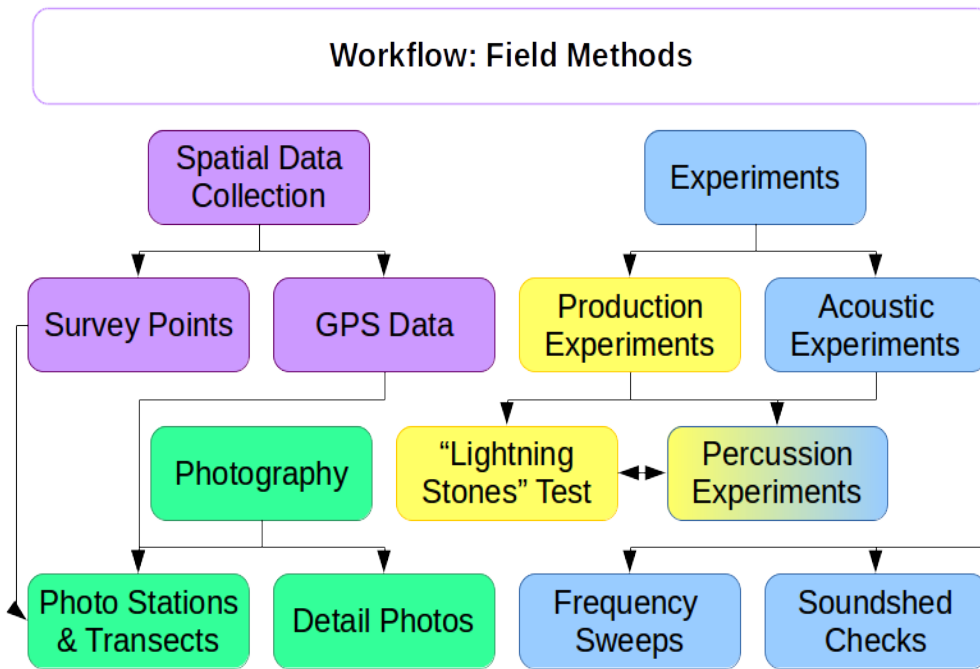 Workflow: Field Methods
Spatial Data
Collection
Experiments
Survey Points
GPS Data
Production
Experiments
Acoustic
Experiments
Photography
“Lightning
Stones” Test
Percussion
Experiments
Photo Stations
& Transects
Detail Photos
Frequency
Sweeps
Soundshed
Checks